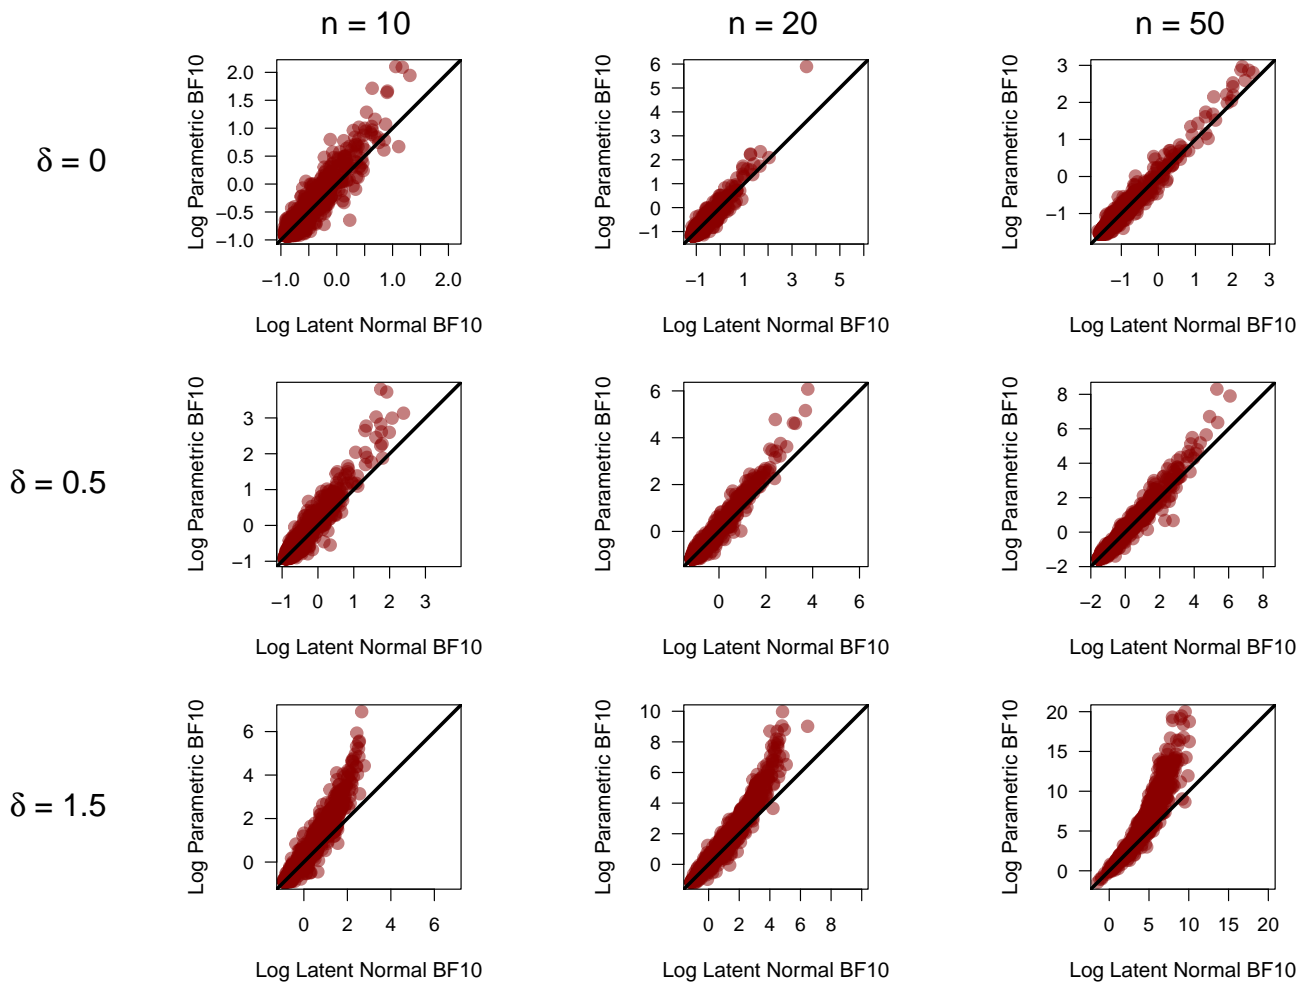 n = 10
n = 20
n = 50
δ = 0
Log Parametric BF10
2.0
1.5
1.0
0.5
0.0
−0.5
−1.0
−1.0 0.0 1.0 2.0
Log Latent Normal BF10
Log Parametric BF10
6
5
4
3
2
1
0
−1
−1 1 3 5
Log Latent Normal BF10
Log Parametric BF10
3
2
1
0
−1
−1 0 1 2 3
Log Latent Normal BF10
δ = 0.5
Log Parametric BF10
3
2
1
0
−1
−1 0 1 2 3
Log Latent Normal BF10
Log Parametric BF10
6
4
2
0
0 2 4 6
Log Latent Normal BF10
Log Parametric BF10
8
6
4
2
0
−2
−2 0 2 4 6 8
Log Latent Normal BF10
δ = 1.5
Log Parametric BF10
6
4
2
0
0 2 4 6
Log Latent Normal BF10
Log Parametric BF10
10
8
6
4
2
0
0 2 4 6 8
Log Latent Normal BF10
Log Parametric BF10
20
15
10
5
0
0 5 10 15 20
Log Latent Normal BF10